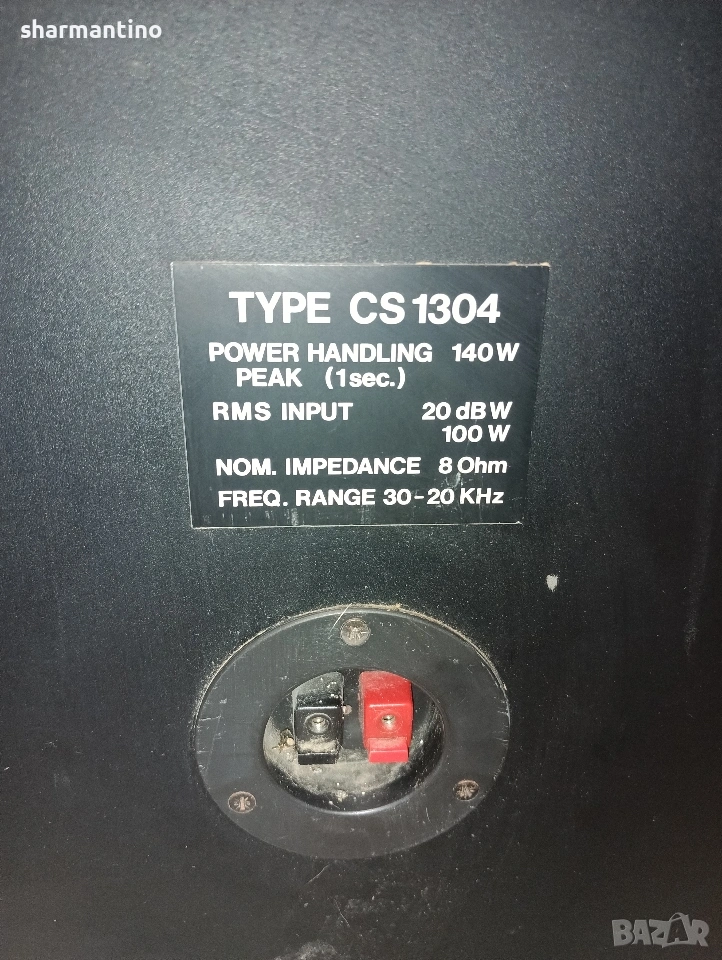 sharmantino
TYPE CS 1304
POWER HANDLING 140 W
PEAK (1sec.)
RMS INPUT 20 dB W
100 W
NOM. IMPEDANCE 8 Ohm
FREQ. RANGE 30-20 KHz
BAZAR